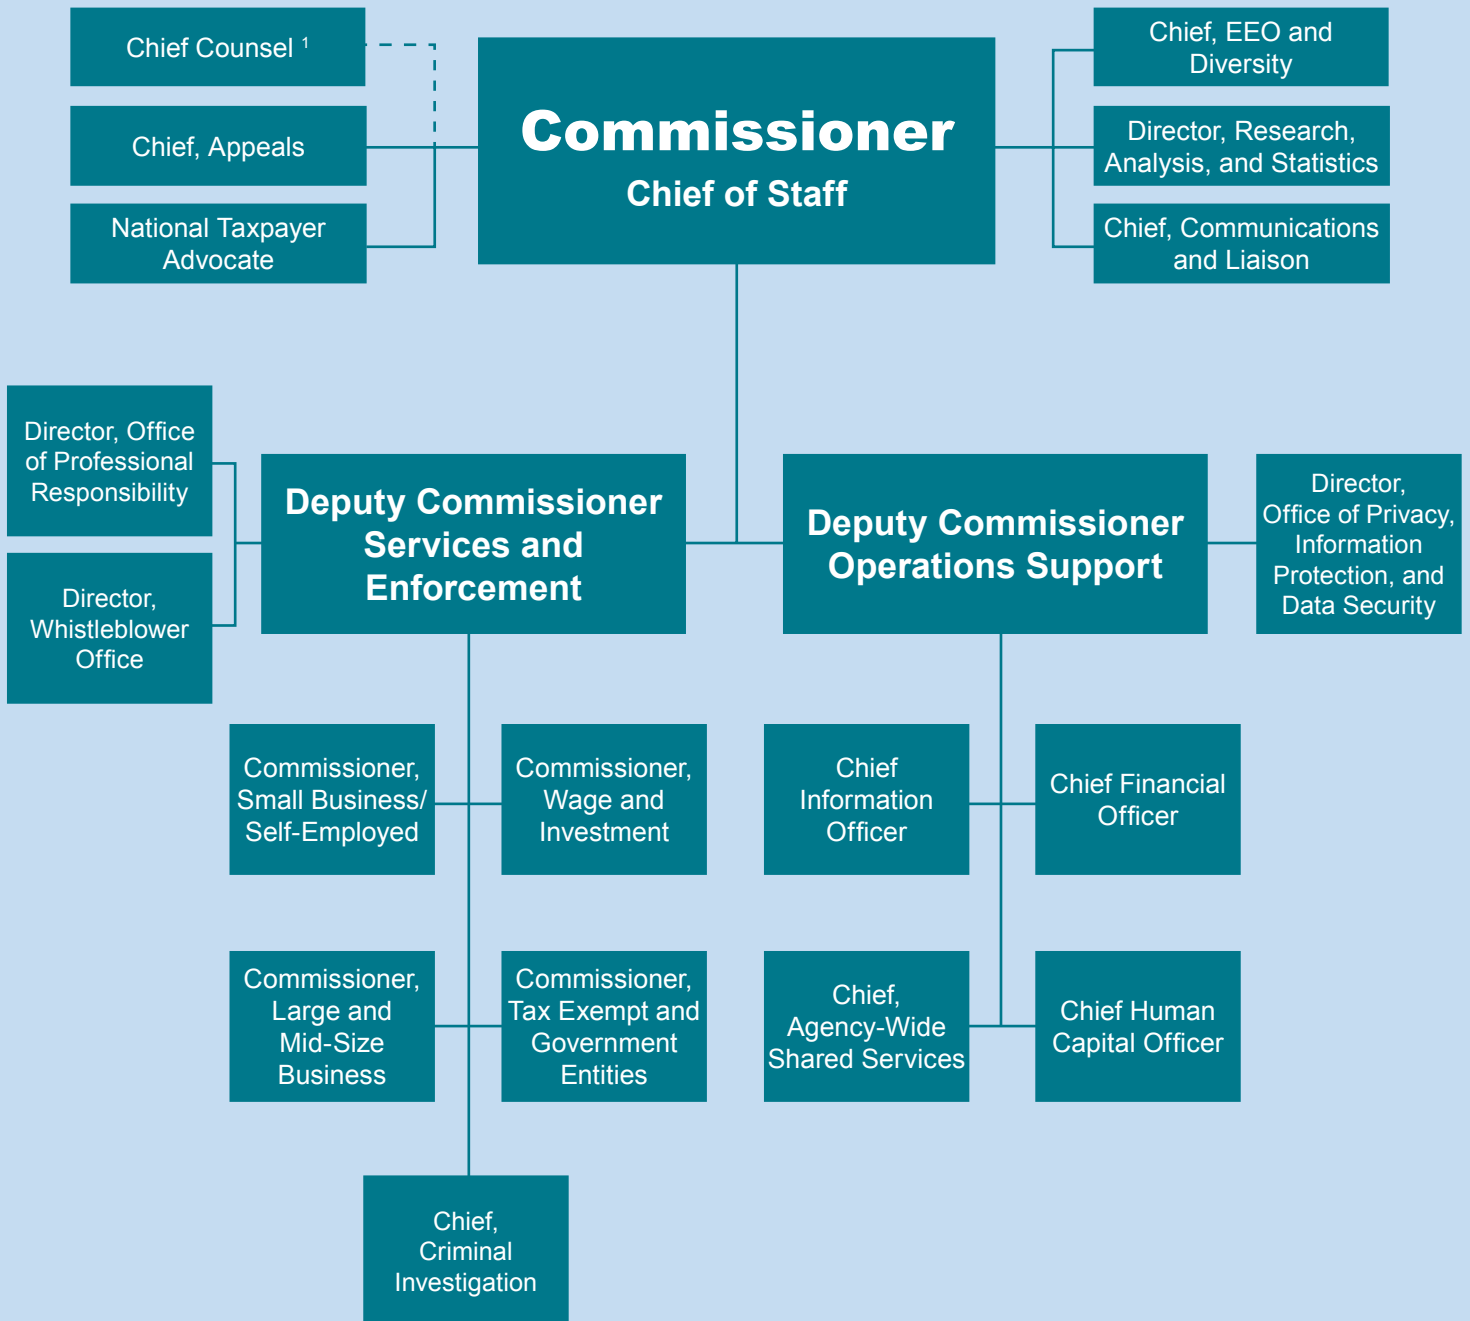 Chief Counsel ¹
Chief, Appeals
National Taxpayer
Advocate
Commissioner
Chief of Staff
Chief, EEO and
Diversity
Director, Research,
Analysis, and Statistics
Chief, Communications
and Liaison
Director, Office
of Professional
Responsibility
Director,
Whistleblower
Office
Deputy Commissioner
Services and
Enforcement
Deputy Commissioner
Operations Support
Director,
Office of Privacy,
Information
Protection, and
Data Security
Commissioner,
Small Business/
Self-Employed
Commissioner,
Wage and
Investment
Chief
Information
Officer
Chief Financial
Officer
Commissioner,
Large and
Mid-Size
Business
Commissioner,
Tax Exempt and
Government
Entities
Chief,
Agency-Wide
Shared Services
Chief Human
Capital Officer
Chief,
Criminal
Investigation